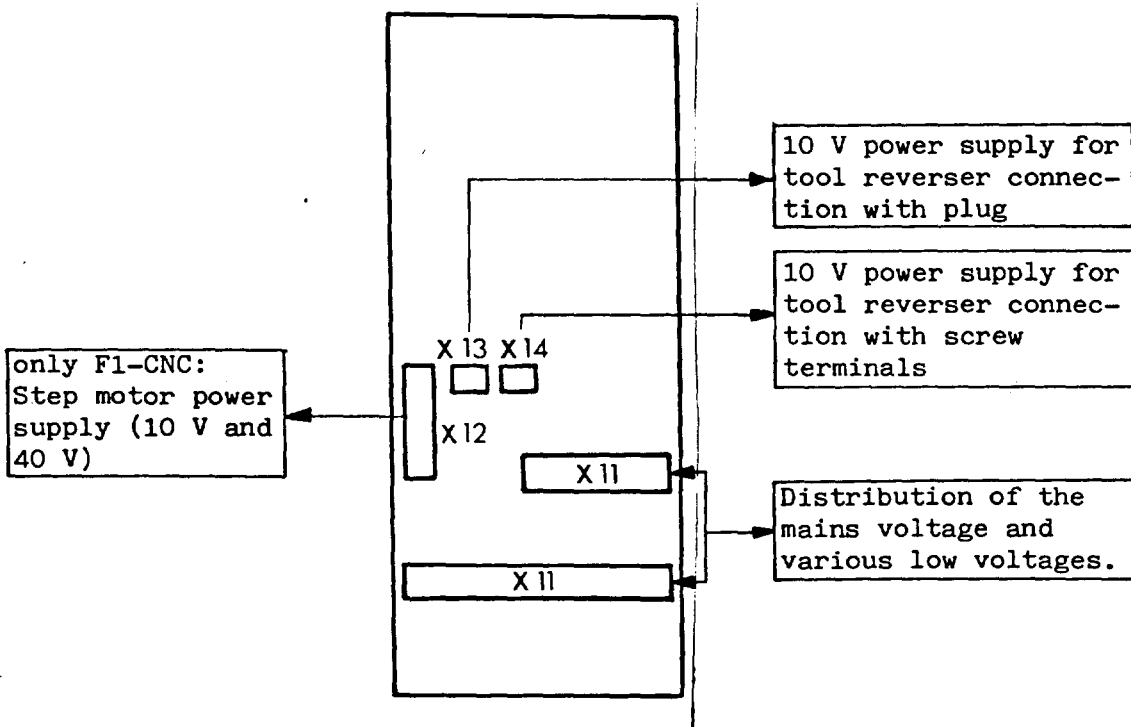 10 V power supply for
tool reverser connec-
tion with plug
10 V power supply for
tool reverser connec-
tion with screw
terminals
X 13 X 14
only F1-CNC:
Step motor power
supply (10 V and
40 V)
X 12
X 11
Distribution of the
mains voltage and
various low voltages.
X 11